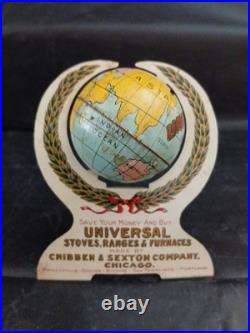 ASIA
INDIAN
OCEAN
SAVE YOUR MONEY AND BUY
UNIVERSAL
STOVES, RANGES & FURNACES
MADE BY
CRIBBEN & SEXTON COMPANY,
CHICAGO.